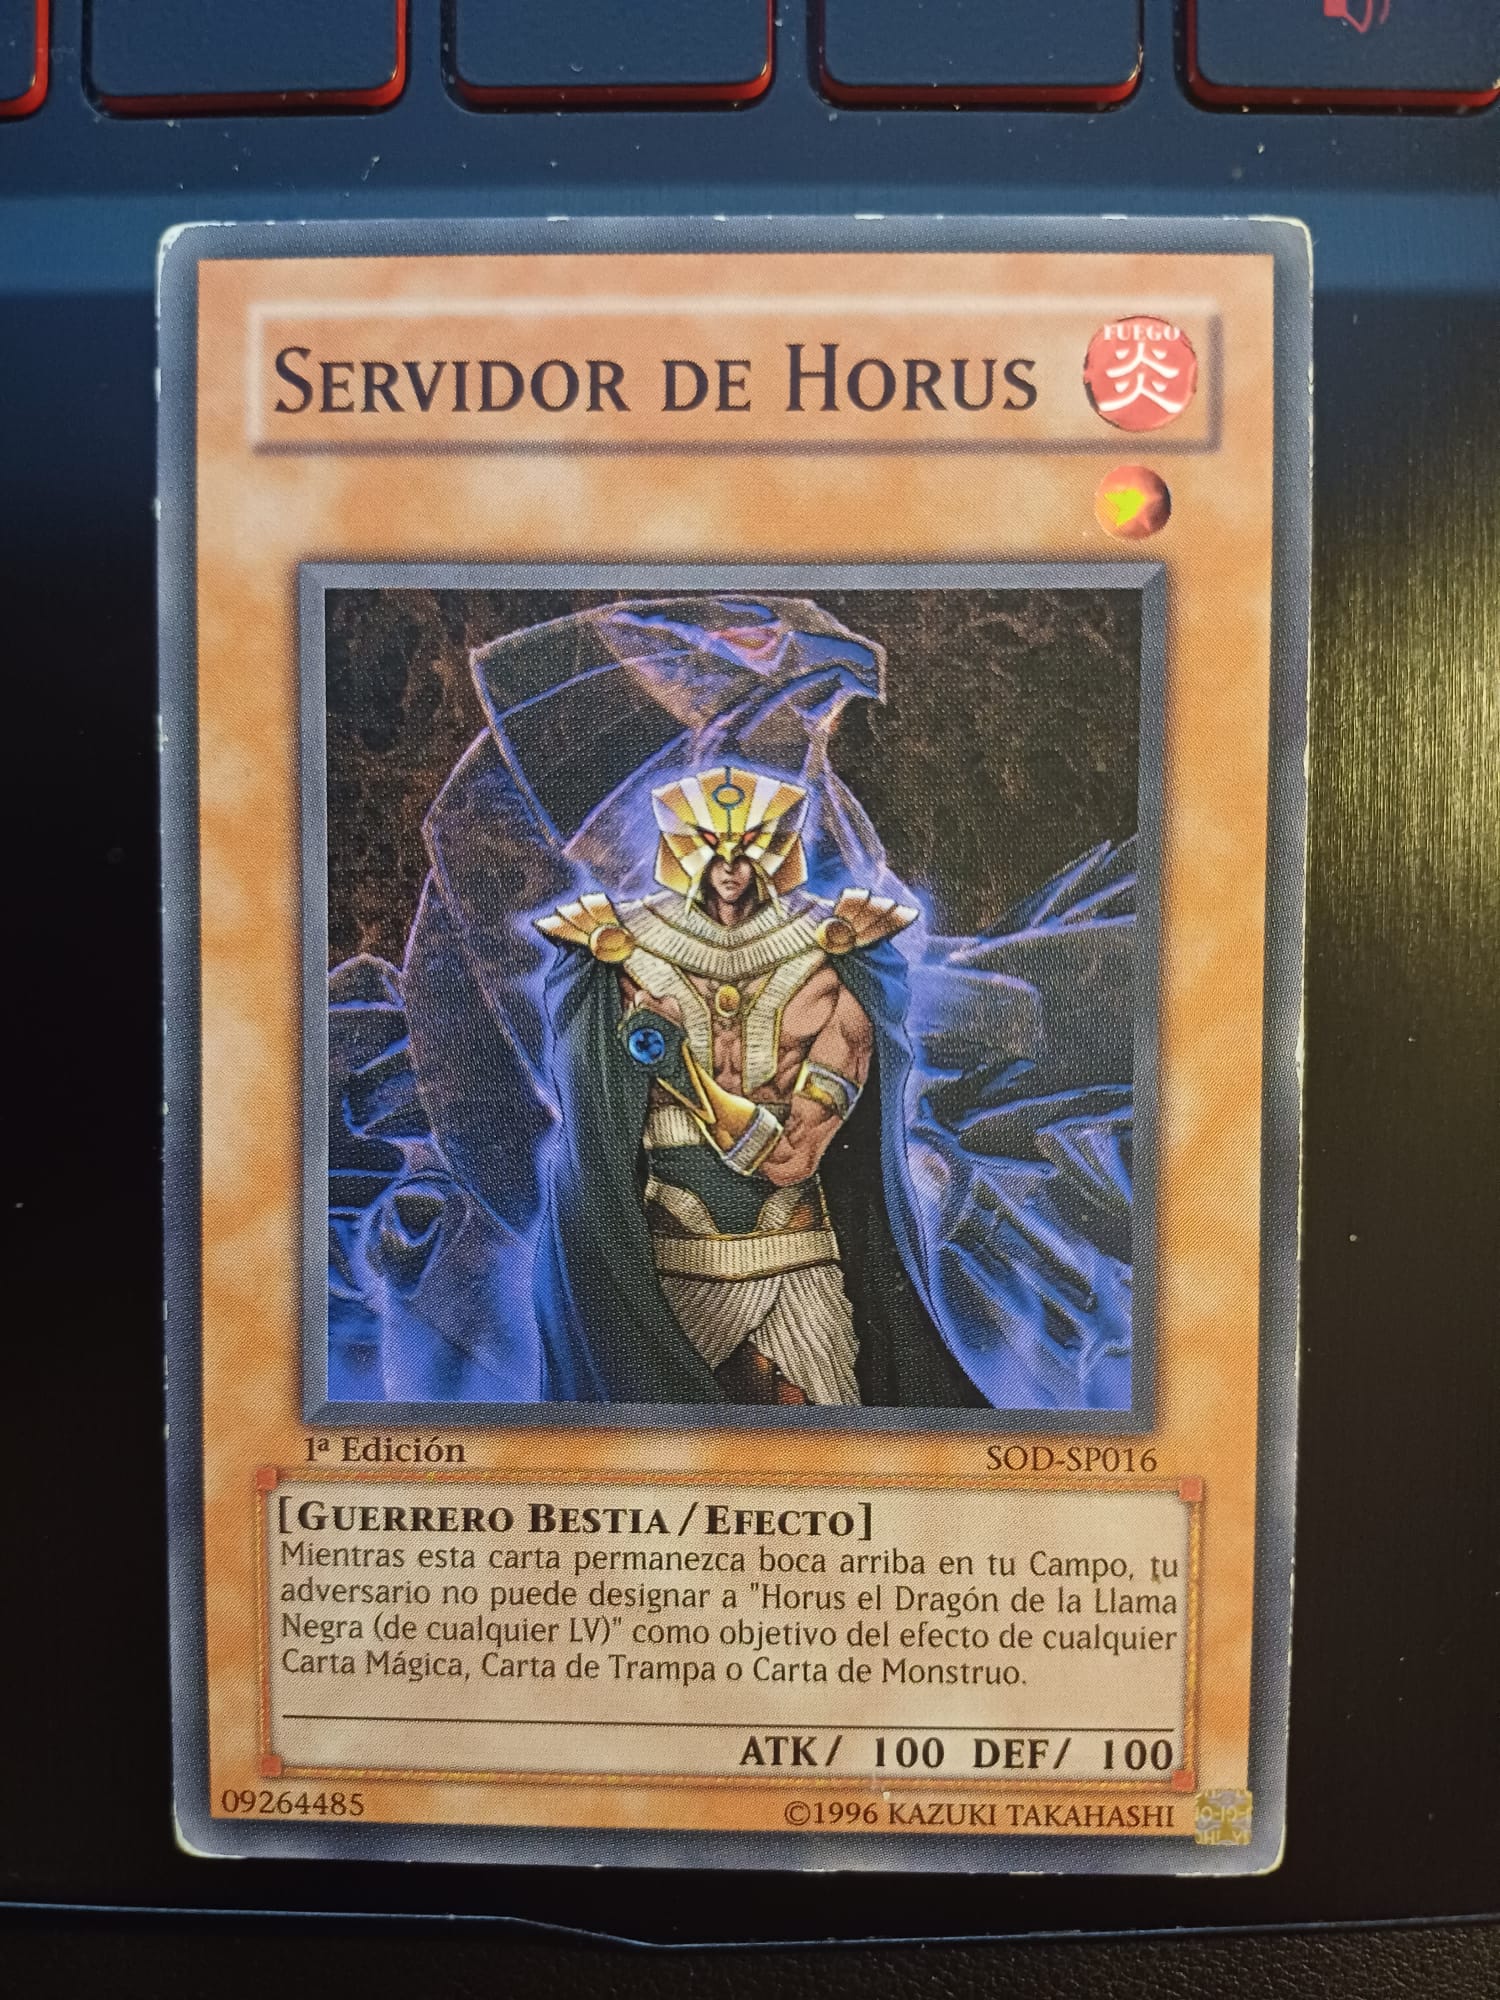 SERVIDOR DE HORUS
FUEGO
炎
1ª Edición
SOD-SP016
[GUERRERO BESTIA/EFECTO]
Mientras esta carta permanezca boca arriba en tu Campo, tu
adversario no puede designar a "Horus el Dragón de la Llama
Negra (de cualquier LV)" como objetivo del efecto de cualquier
Carta Mágica, Carta de Trampa o Carta de Monstruo.
ATK/ 100 DEF/ 100
09264485
©1996 KAZUKI TAKAHASHI